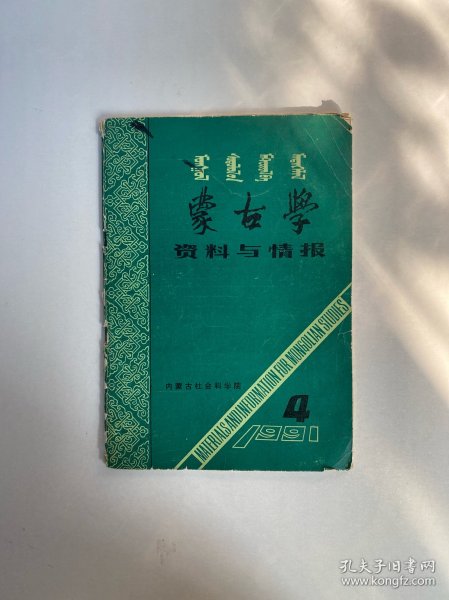 蒙古學
资料与情报
MATERIALS AND INFORMATION FOR MONGOLIAN STUDIES
内蒙古社会科学院
4
1991
孔夫子旧书网
www.kongfz.com